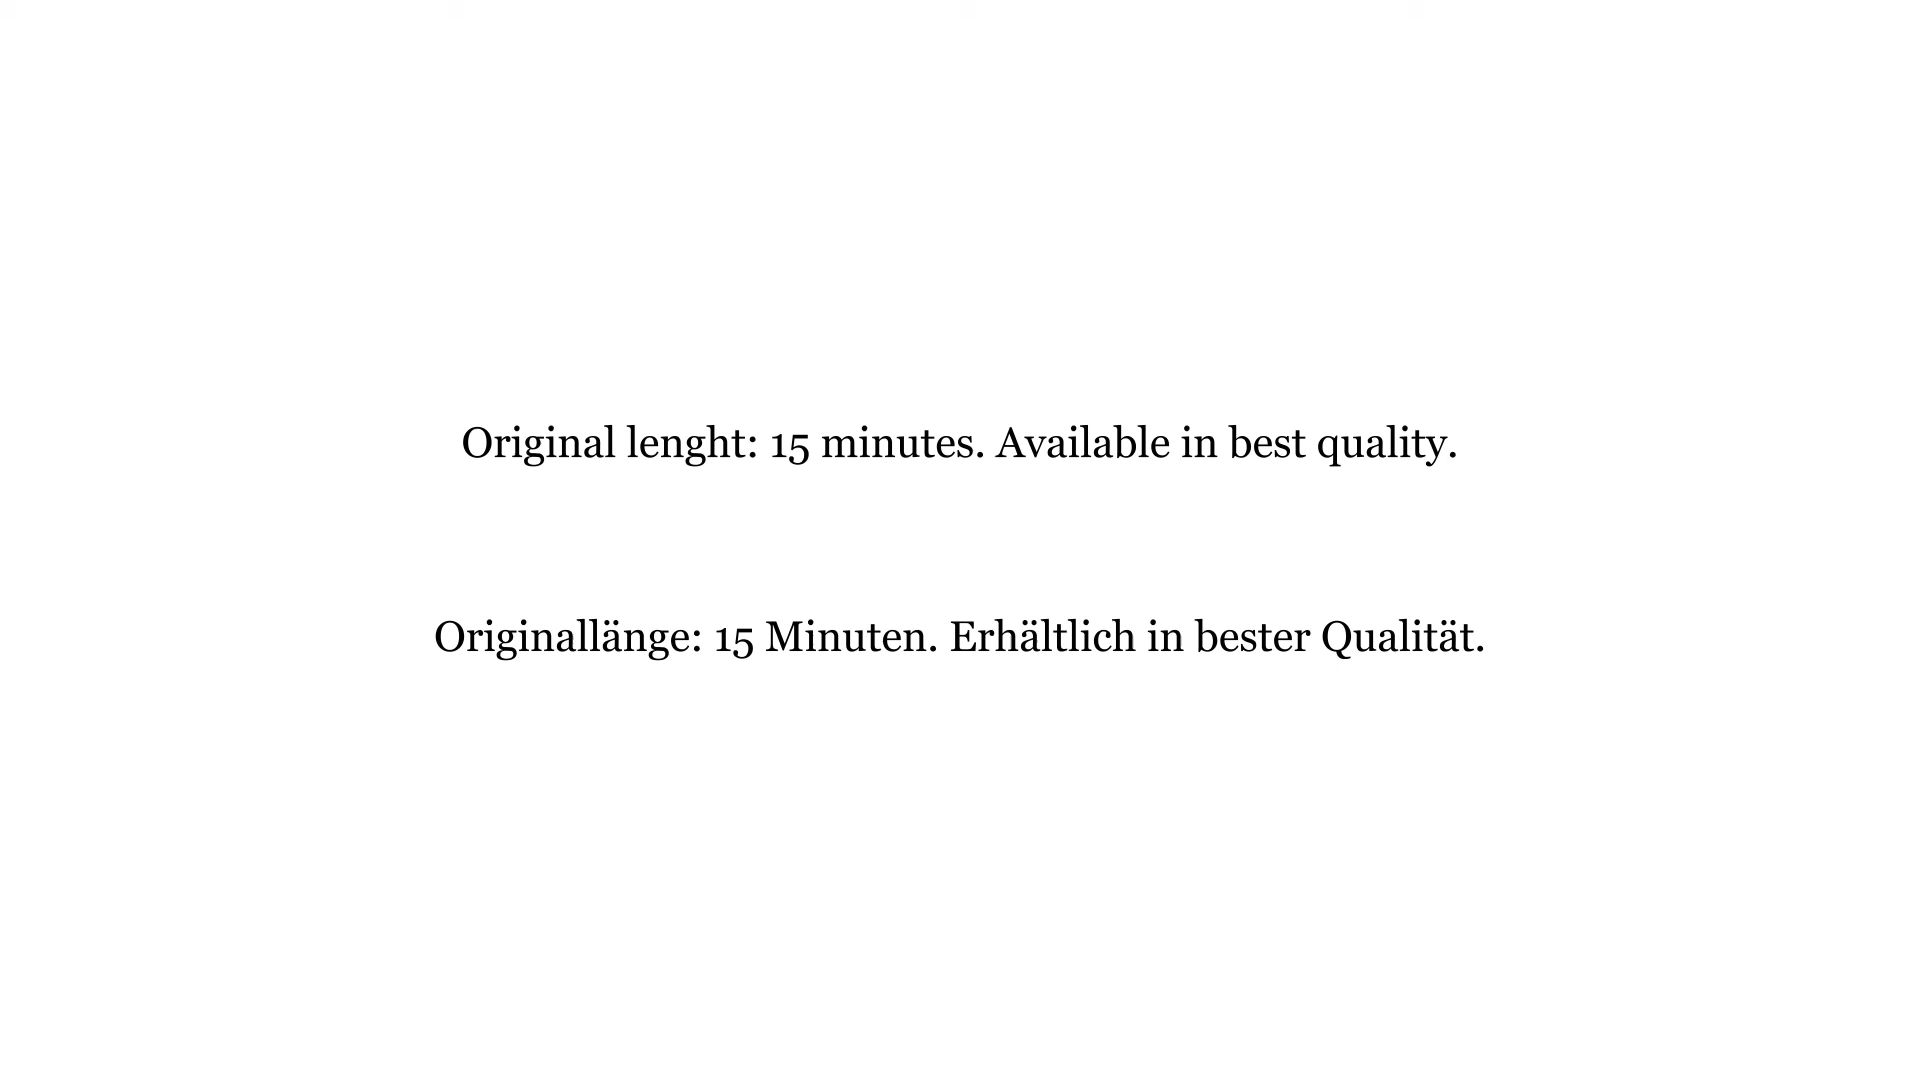 Original lenght: 15 minutes. Available in best quality.
Originallänge: 15 Minuten. Erhältlich in bester Qualität.